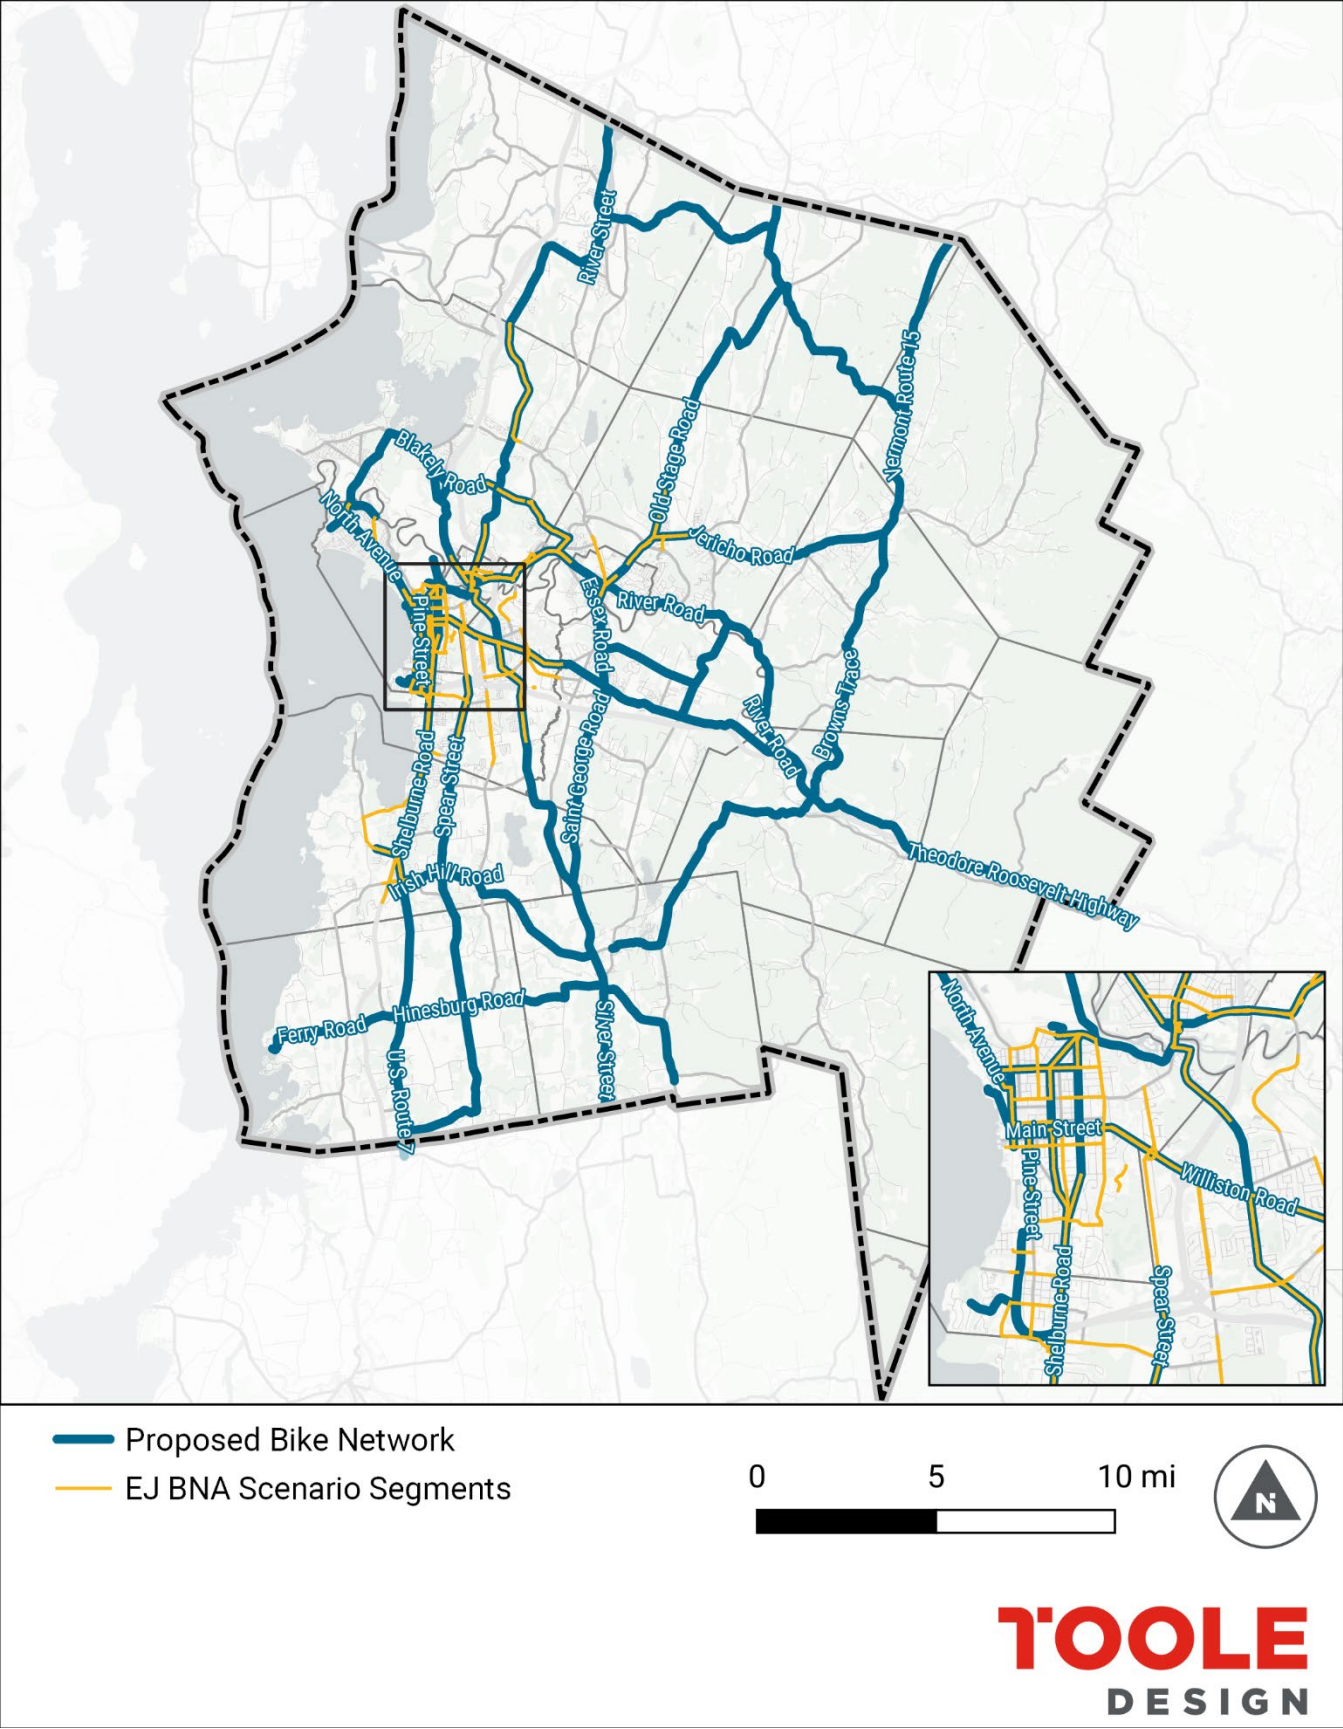 River Street
Vermont Route 15
Old Stage Road
Blakely Road
North Avenue
Jericho Road
Essex Road
River Road
Pine Street
River Road
Browns Trace
Saint George Road
Shelburne Road
Spear Street
Irish Hill Road
Theodore Roosevelt Highway
Hinesburg Road
Ferry Road
U.S. Route 7
Silver Street
North Avenue
Main Street
Pine Street
Williston Road
Shelburne Road
Spear Street
Proposed Bike Network
EJ BNA Scenario Segments
0 5 10 mi
N
TOOLE
DESIGN